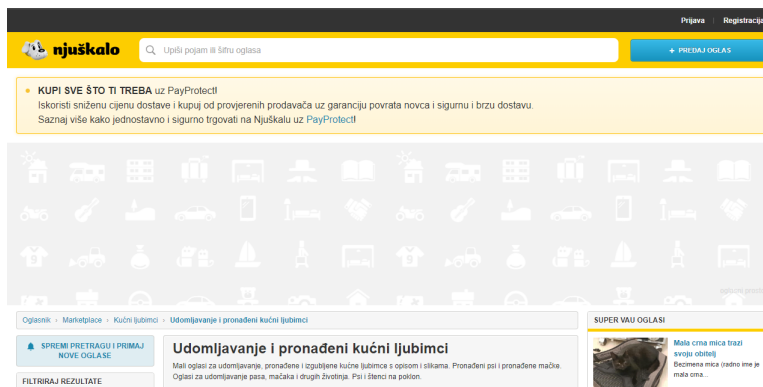 Prijava
Registracija
njuškalo
Upiši pojam ili šifru oglasa
+ PREDAJ OGLAS
KUPI SVE ŠTO TI TREBA uz PayProtect!
Iskoristi sniženu cijenu dostave i kupuj od provjerenih prodavača uz garanciju povrata novca i sigurnu i brzu dostavu.
Saznaj više kako jednostavno i sigurno trgovati na Njuškalu uz PayProtect!
oglasni prostor
Oglasnik › Marketplace › Kućni ljubimci › Udomljavanje i pronađeni kućni ljubimci
SUPER VAU OGLASI
SPREMI PRETRAGU I PRIMAJ
NOVE OGLASE
FILTRIRAJ REZULTATE
Udomljavanje i pronađeni kućni ljubimci
Mali oglasi za udomljavanje, pronađene i izgubljene kućne ljubimce s opisom i slikama. Pronađeni psi i pronađene mačke.
Oglasi za udomljavanje pasa, mačaka i drugih životinja. Psi i štenci na poklon.
Mala crna mica trazi
svoju obitelj
Bezimena mica (radno ime je
mala crna...